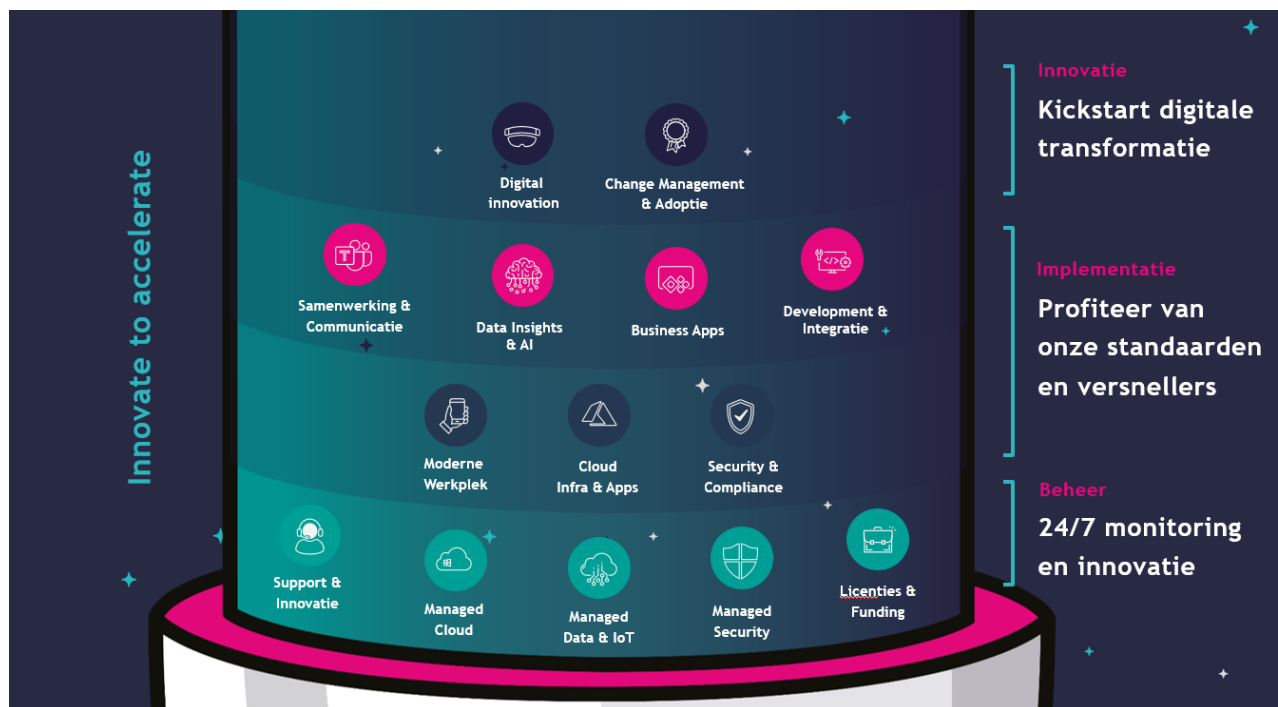 Innovate to accelerate
Digital
innovation
Change Management
& Adoptie
Samenwerking &
Communicatie
Data Insights
& AI
Business Apps
Development &
Integratie
Moderne
Werkplek
Cloud
Infra & Apps
Security &
Compliance
Support &
Innovatie
Managed
Cloud
Managed
Data & IoT
Managed
Security
Licenties &
Funding
Innovatie
Kickstart digitale
transformatie
Implementatie
Profiteer van
onze standaarden
en versnellers
Beheer
24/7 monitoring
en innovatie